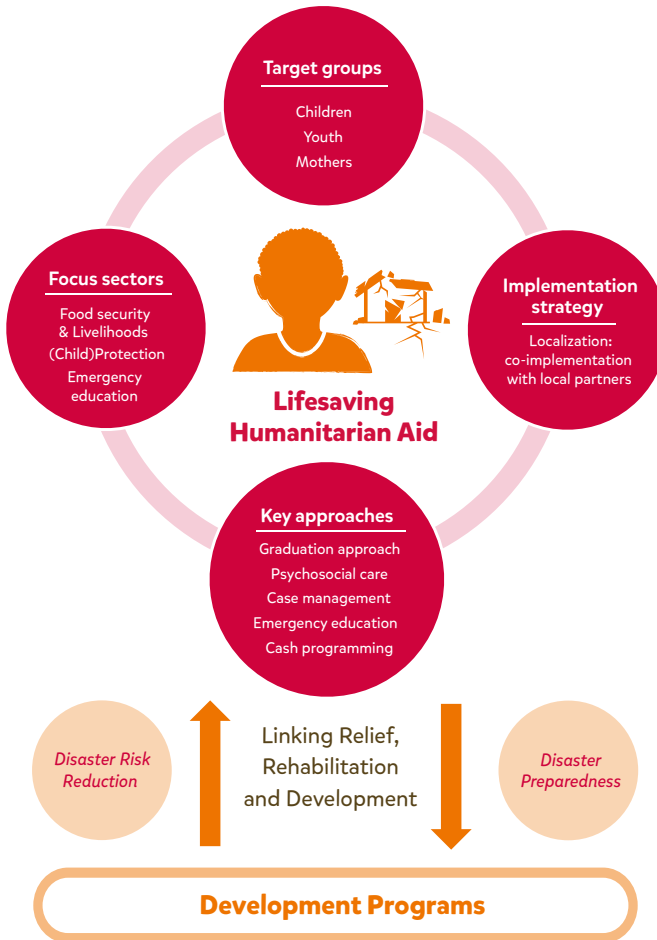 Target groups
Children
Youth
Mothers
Focus sectors
Food security
& Livelihoods
(Child)Protection
Emergency
education
Implementation
strategy
Localization:
co-implementation
with local partners
Lifesaving
Humanitarian Aid
Key approaches
Graduation approach
Psychosocial care
Case management
Emergency education
Cash programming
Disaster Risk
Reduction
Linking Relief,
Rehabilitation
and Development
Disaster
Preparedness
Development Programs